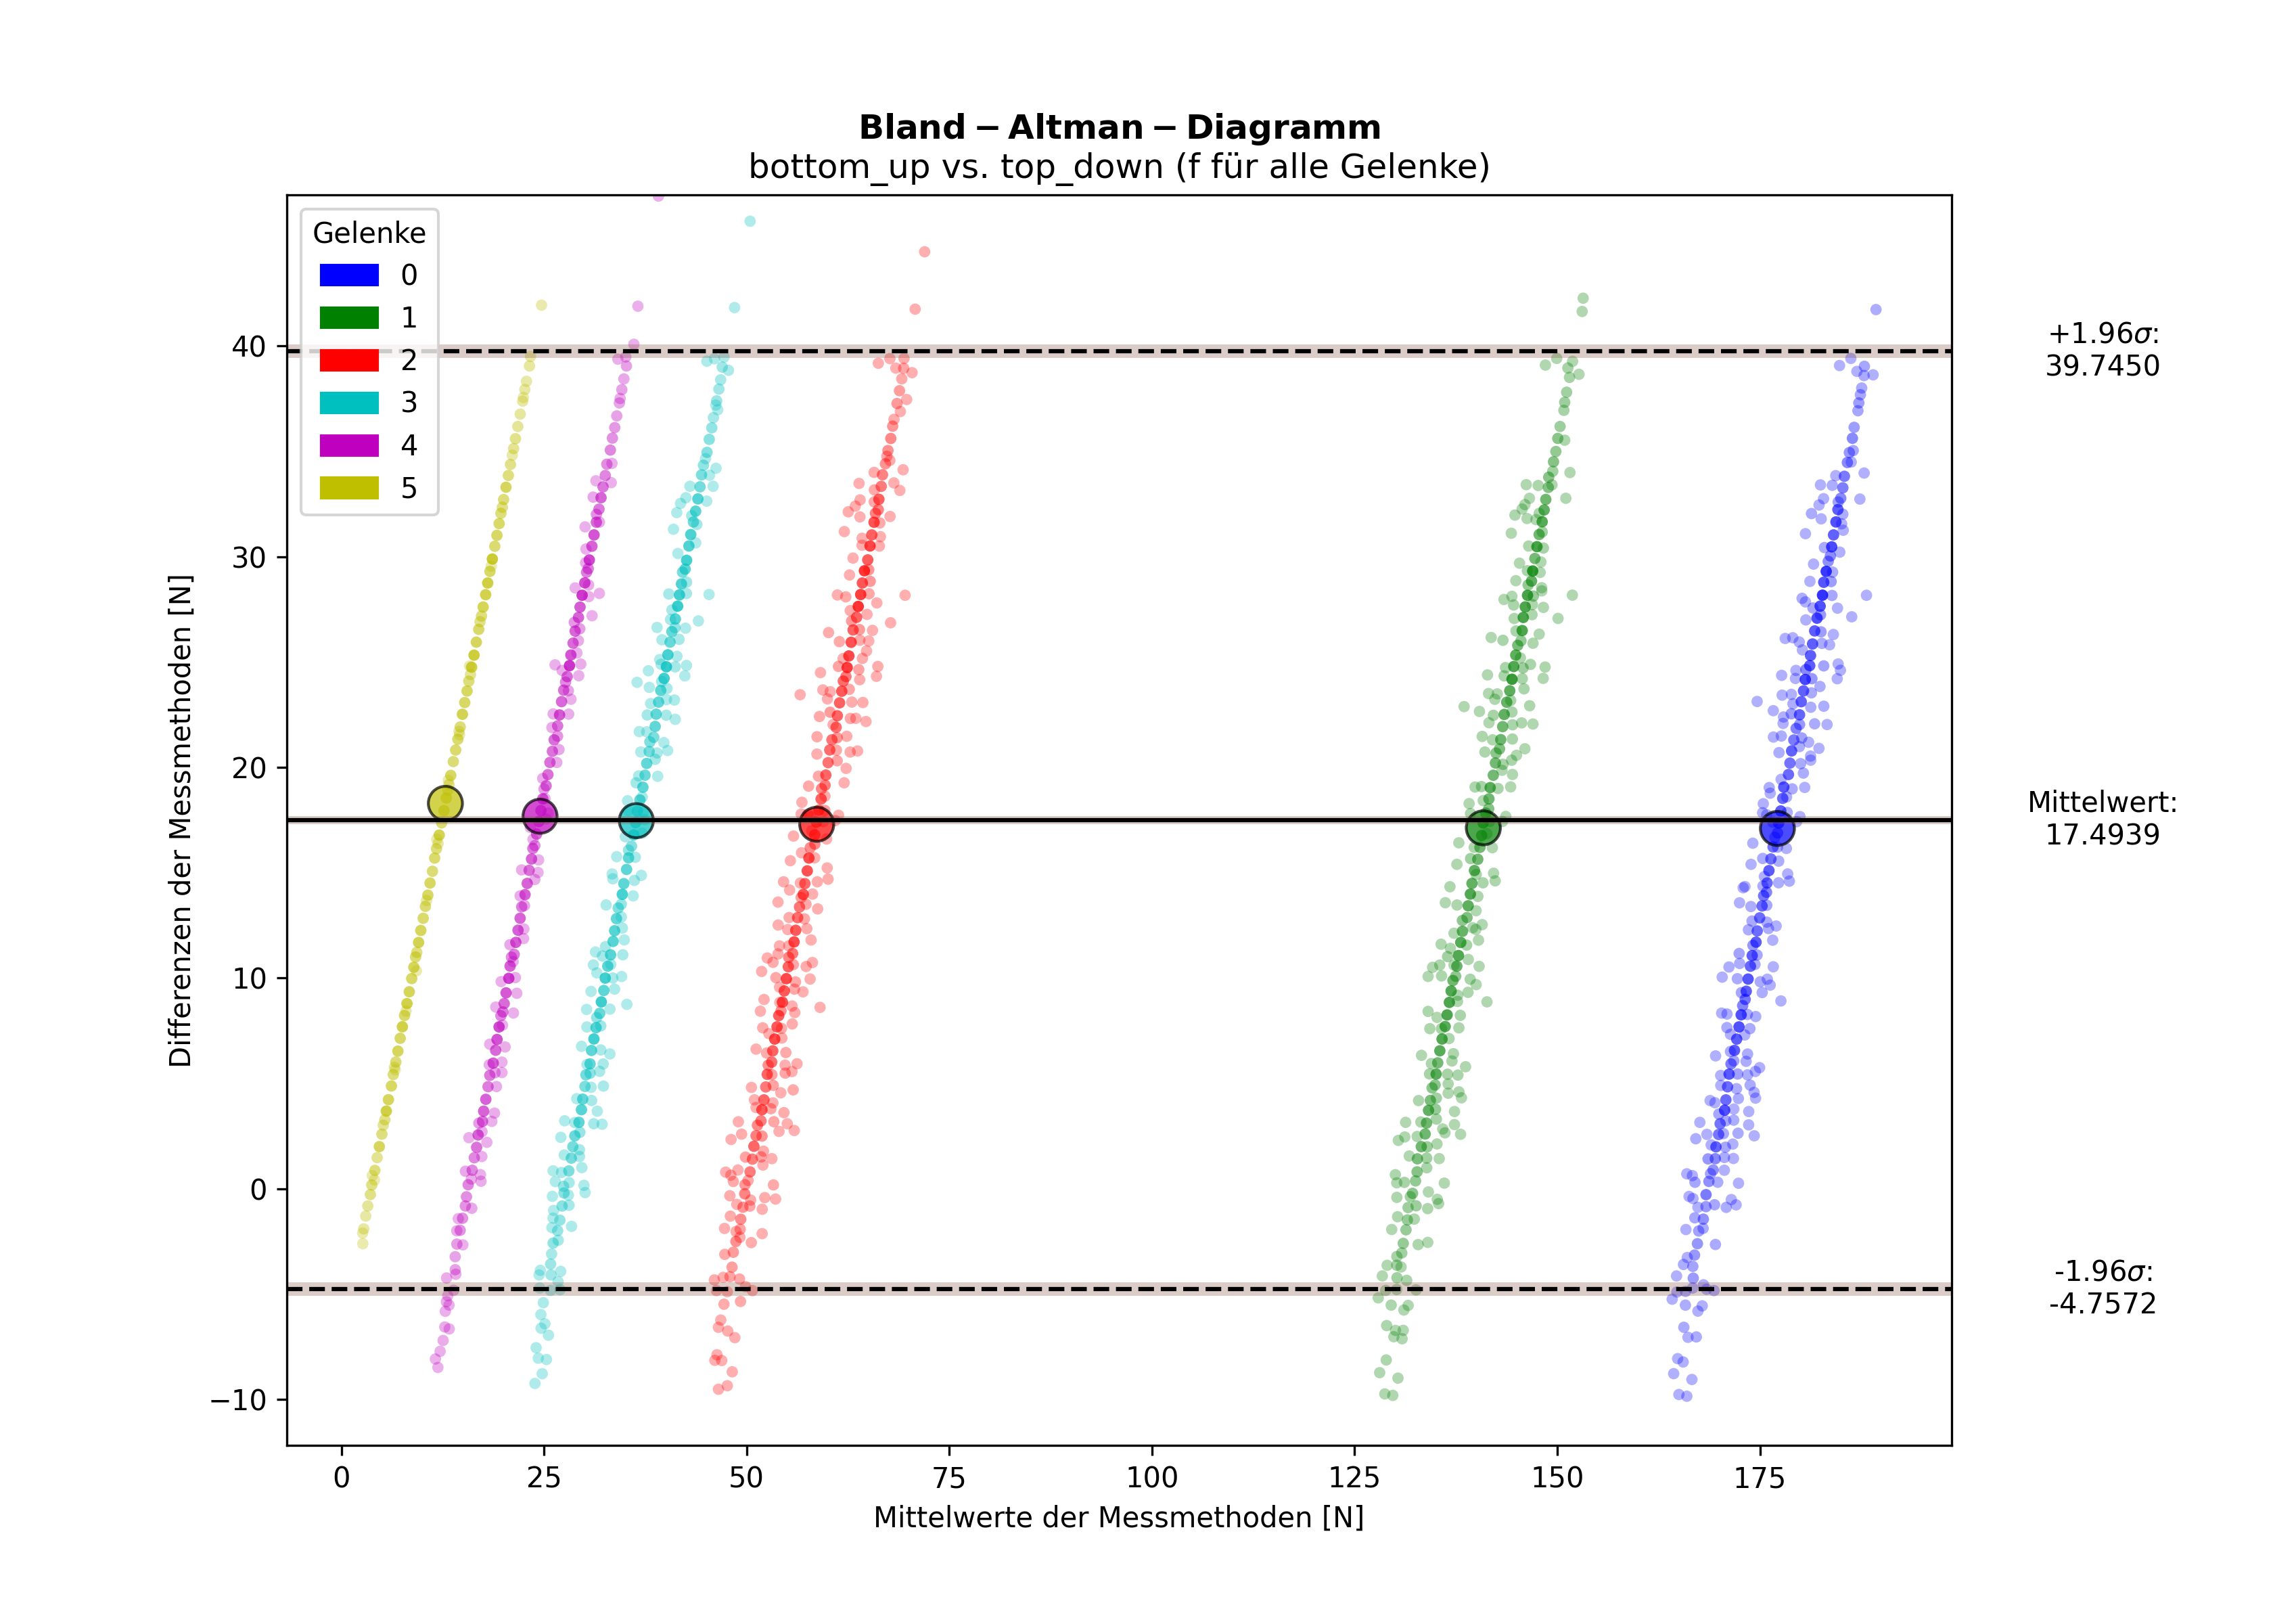 Bland – Altman – Diagramm
bottom_up vs. top_down (f für alle Gelenke)
Gelenke
0
1
2
3
4
5
Differenzen der Messmethoden [N]
40
30
20
10
0
−10
0 25 50 75 100 125 150 175
Mittelwerte der Messmethoden [N]
+1.96σ:
39.7450
Mittelwert:
17.4939
-1.96σ:
-4.7572